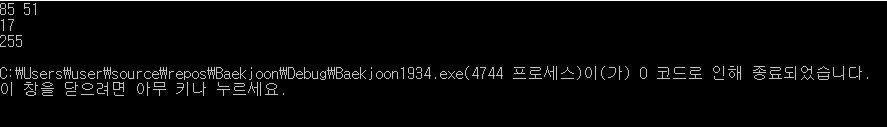 85 51
17
255
C:₩Users₩user₩source₩repos₩Baekjoon₩Debug₩Baekjoon1934.exe(4744 프로세스)이(가) 0 코드로 인해 종료되었습니다.
이 창을 닫으려면 아무 키나 누르세요.